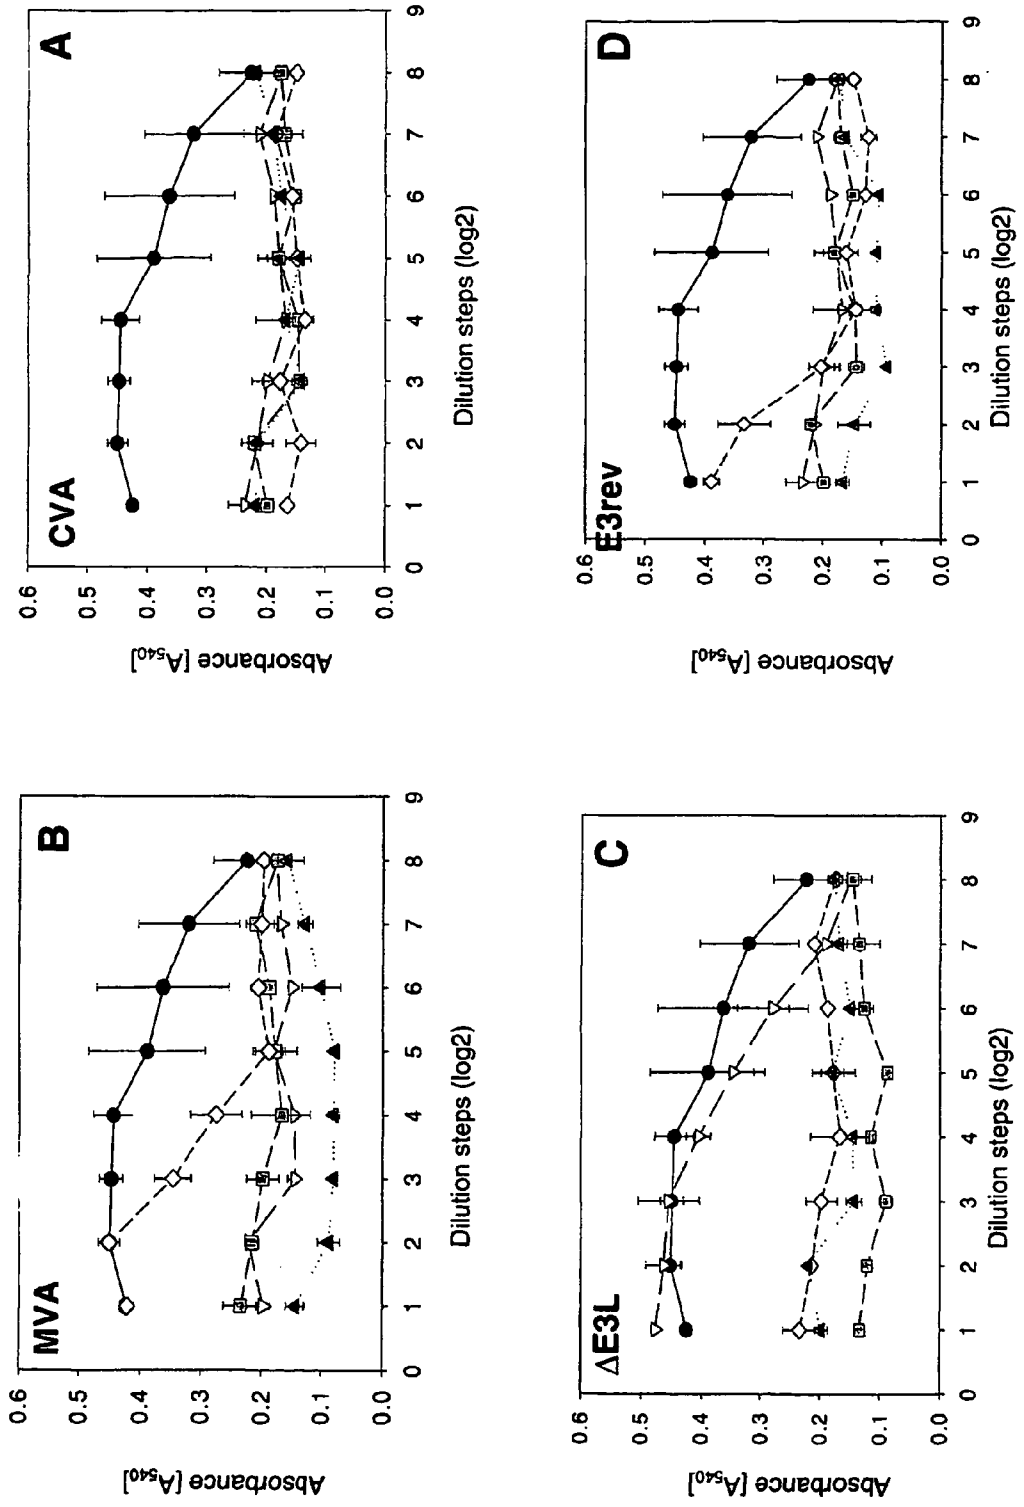 MVA
B
0.6
0.5
0.4
0.3
0.2
0.1
0.0
0 1 2 3 4 5 6 7 8 9
Absorbance [A540]
Dilution steps (log2)
CVA
A
0.6
0.5
0.4
0.3
0.2
0.1
0.0
0 1 2 3 4 5 6 7 8 9
Absorbance [A540]
Dilution steps (log2)
ΔE3L
C
0.6
0.5
0.4
0.3
0.2
0.1
0.0
0 1 2 3 4 5 6 7 8 9
Absorbance [A540]
Dilution steps (log2)
E3rev
D
0.6
0.5
0.4
0.3
0.2
0.1
0.0
0 1 2 3 4 5 6 7 8 9
Absorbance [A540]
Dilution steps (log2)